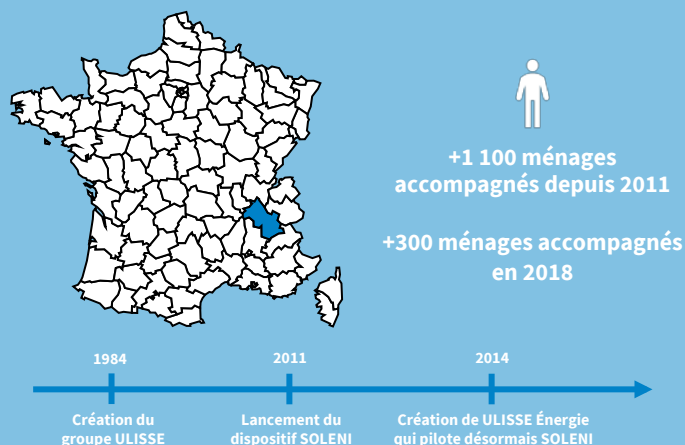 +1 100 ménages
accompagnés depuis 2011
+300 ménages accompagnés
en 2018
1984
2011
2014
Création du
groupe ULISSE
Lancement du
dispositif SOLENI
Création de ULISSE Énergie
qui pilote désormais SOLENI